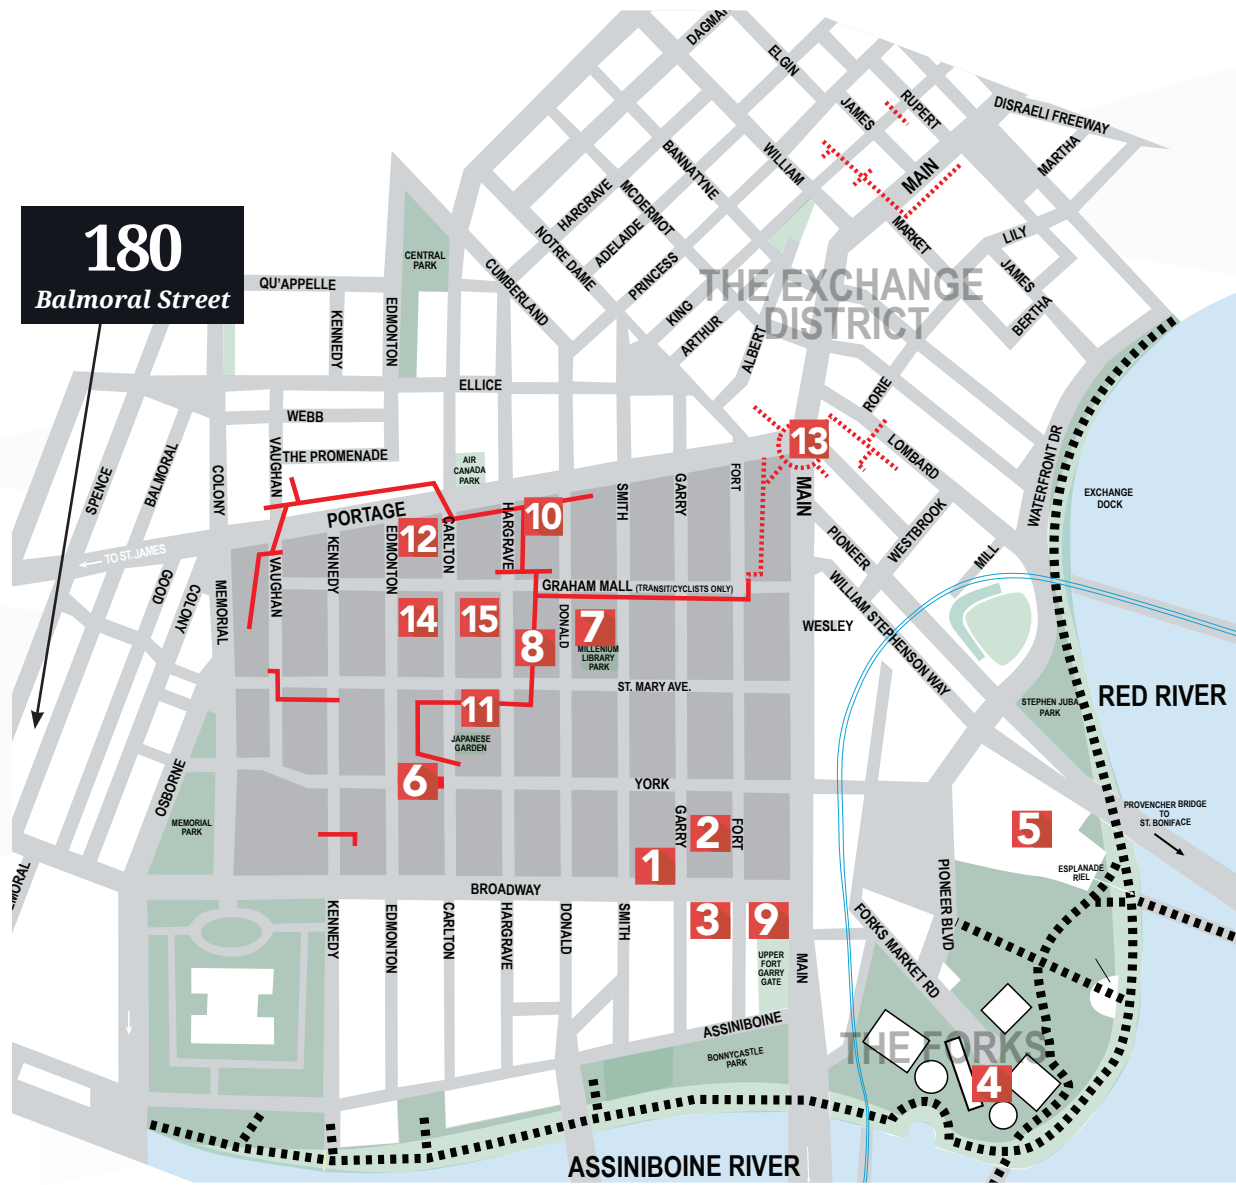 DAGMAR
ELGIN
JAMES
RUPERT
DISRAELI FREEWAY
MARTHA
WILLIAM
BANNATYNE
MAIN
HARGRAVE
MCDERMOT
ADELAIDE
NOTRE DAME
PRINCESS
MARKET
LILY
JAMES
BERTHA
180
Balmoral Street
CENTRAL
PARK
QU'APPELLE
CUMBERLAND
KING
ARTHUR
ALBERT
THE EXCHANGE
DISTRICT
KENNEDY
EDMONTON
ELLICE
WEBB
THE PROMENADE
VAUGHAN
RORIE
LOMBARD
WATERFRONT DR
13
SPENCE
BALMORAL
COLONY
AIR
CANADA
PARK
SMITH
GARRY
FORT
MAIN
EXCHANGE
DOCK
PORTAGE
HARGRAVE
10
12
CARLTON
EDMONTON
KENNEDY
VAUGHAN
TO ST. JAMES
GOOD
COLONY
MEMORIAL
PIONEER
WESTBROOK
MILL
GRAHAM MALL (TRANSIT/CYCLISTS ONLY)
WILLIAM STEPHENSON WAY
WESLEY
14
15
8
DONALD
7
MILLENIUM
LIBRARY
PARK
ST. MARY AVE.
11
JAPANESE
GARDEN
STEPHEN JUBA
PARK
RED RIVER
6
YORK
OSBORNE
MEMORIAL
PARK
GARRY
2
FORT
1
5
PROVENCHER BRIDGE
TO
ST. BONIFACE
ESPLANADE
RIEL
MORAL
BROADWAY
KENNEDY
EDMONTON
CARLTON
HARGRAVE
DONALD
SMITH
3
9
UPPER
FORT
GARRY
GATE
MAIN
PIONEER BLVD
FORKS MARKET RD
ASSINIBOINE
BONNYCASTLE
PARK
THE FORKS
4
ASSINIBOINE RIVER